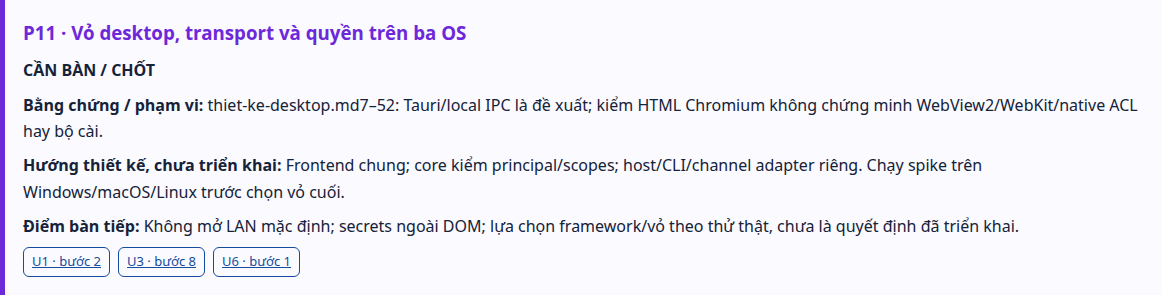 P11 · Vỏ desktop, transport và quyền trên ba OS
CẦN BÀN / CHỐT
Bằng chứng / phạm vi: thiet-ke-desktop.md7–52: Tauri/local IPC là đề xuất; kiểm HTML Chromium không chứng minh WebView2/WebKit/native ACL
hay bộ cài.
Hướng thiết kế, chưa triển khai: Frontend chung; core kiểm principal/scopes; host/CLI/channel adapter riêng. Chạy spike trên
Windows/macOS/Linux trước chọn vỏ cuối.
Điểm bàn tiếp: Không mở LAN mặc định; secrets ngoài DOM; lựa chọn framework/vỏ theo thử thật, chưa là quyết định đã triển khai.
U1 · bước 2 U3 · bước 8 U6 · bước 1